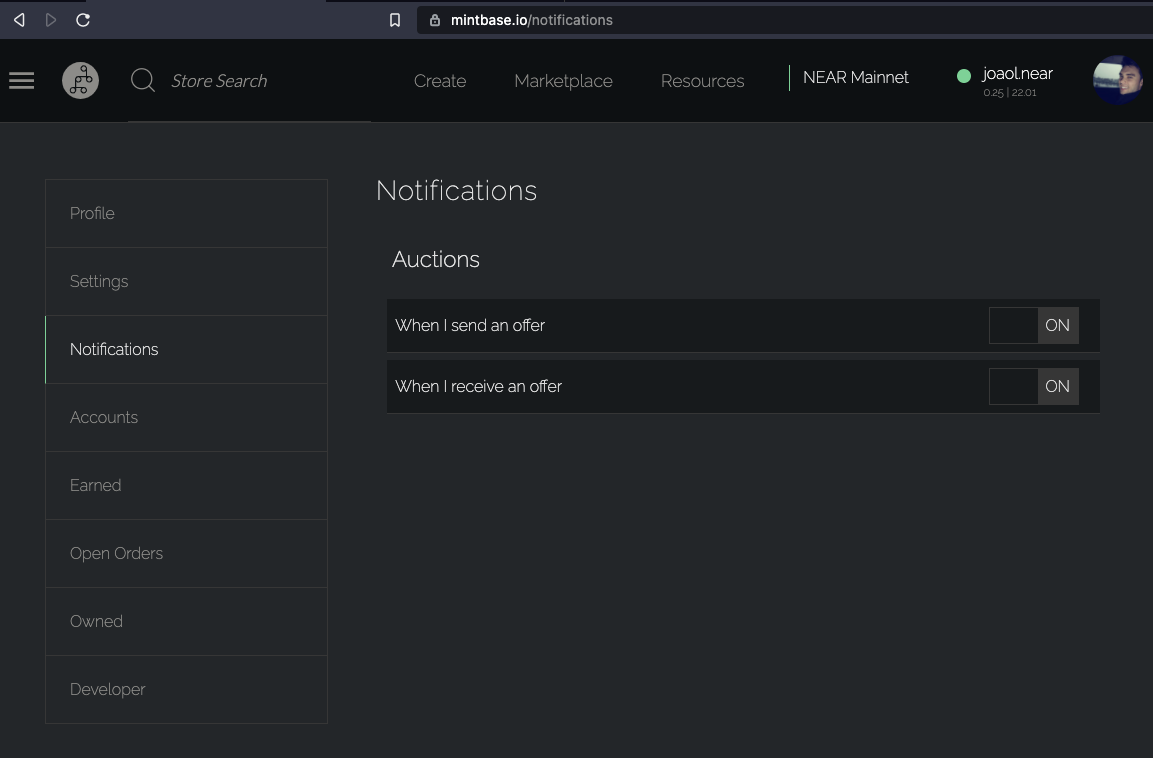 mintbase.io/notifications
Store Search
Create
Marketplace
Resources
NEAR Mainnet
joaol.near
0.25 | 22.01
Profile
Settings
Notifications
Accounts
Earned
Open Orders
Owned
Developer
Notifications
Auctions
When I send an offer
ON
When I receive an offer
ON